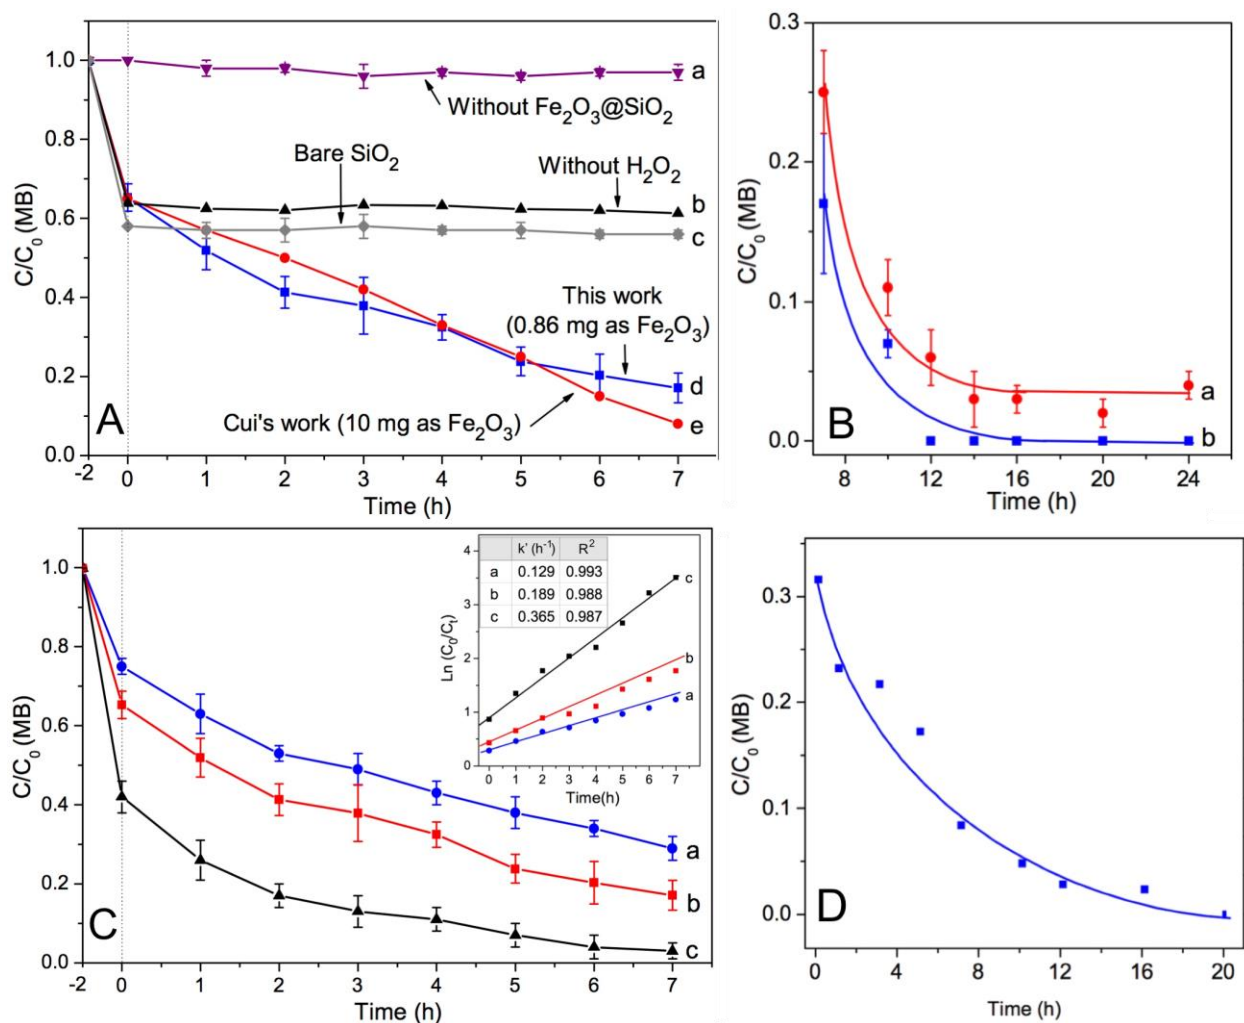 A
C/C₀ (MB)
1.0
0.8
0.6
0.4
0.2
0.0
a
Without Fe₂O₃@SiO₂
Bare SiO₂
Without H₂O₂
b
c
This work
(0.86 mg as Fe₂O₃)
d
Cui's work (10 mg as Fe₂O₃)
e
-2 0 1 2 3 4 5 6 7
Time (h)
B
C/C₀ (MB)
0.3
0.2
0.1
0.0
a
b
8 12 16 20 24
Time (h)
C
C/C₀ (MB)
1.0
0.8
0.6
0.4
0.2
0.0
a
b
c
-2 0 1 2 3 4 5 6 7
Time (h)
k' (h⁻¹) R²
a 0.129 0.993
b 0.189 0.988
c 0.365 0.987
Ln (C₀/Cₜ)
4
3
2
1
0
c
b
a
0 1 2 3 4 5 6 7
Time(h)
D
C/C₀ (MB)
0.3
0.2
0.1
0.0
0 4 8 12 16 20
Time (h)